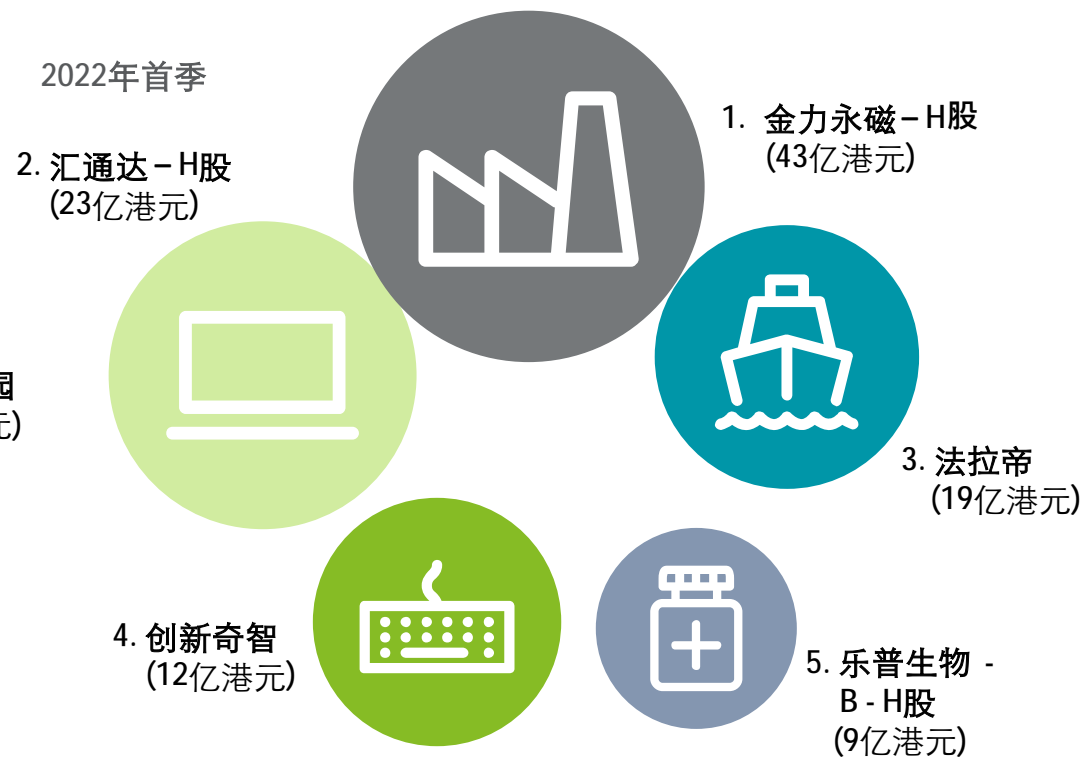 2022年首季
1. 金力永磁 – H股
(43亿港元)
2. 汇通达 – H股
(23亿港元)
园
元)
3. 法拉帝
(19亿港元)
4. 创新奇智
(12亿港元)
5. 乐普生物 -
B - H股
(9亿港元)